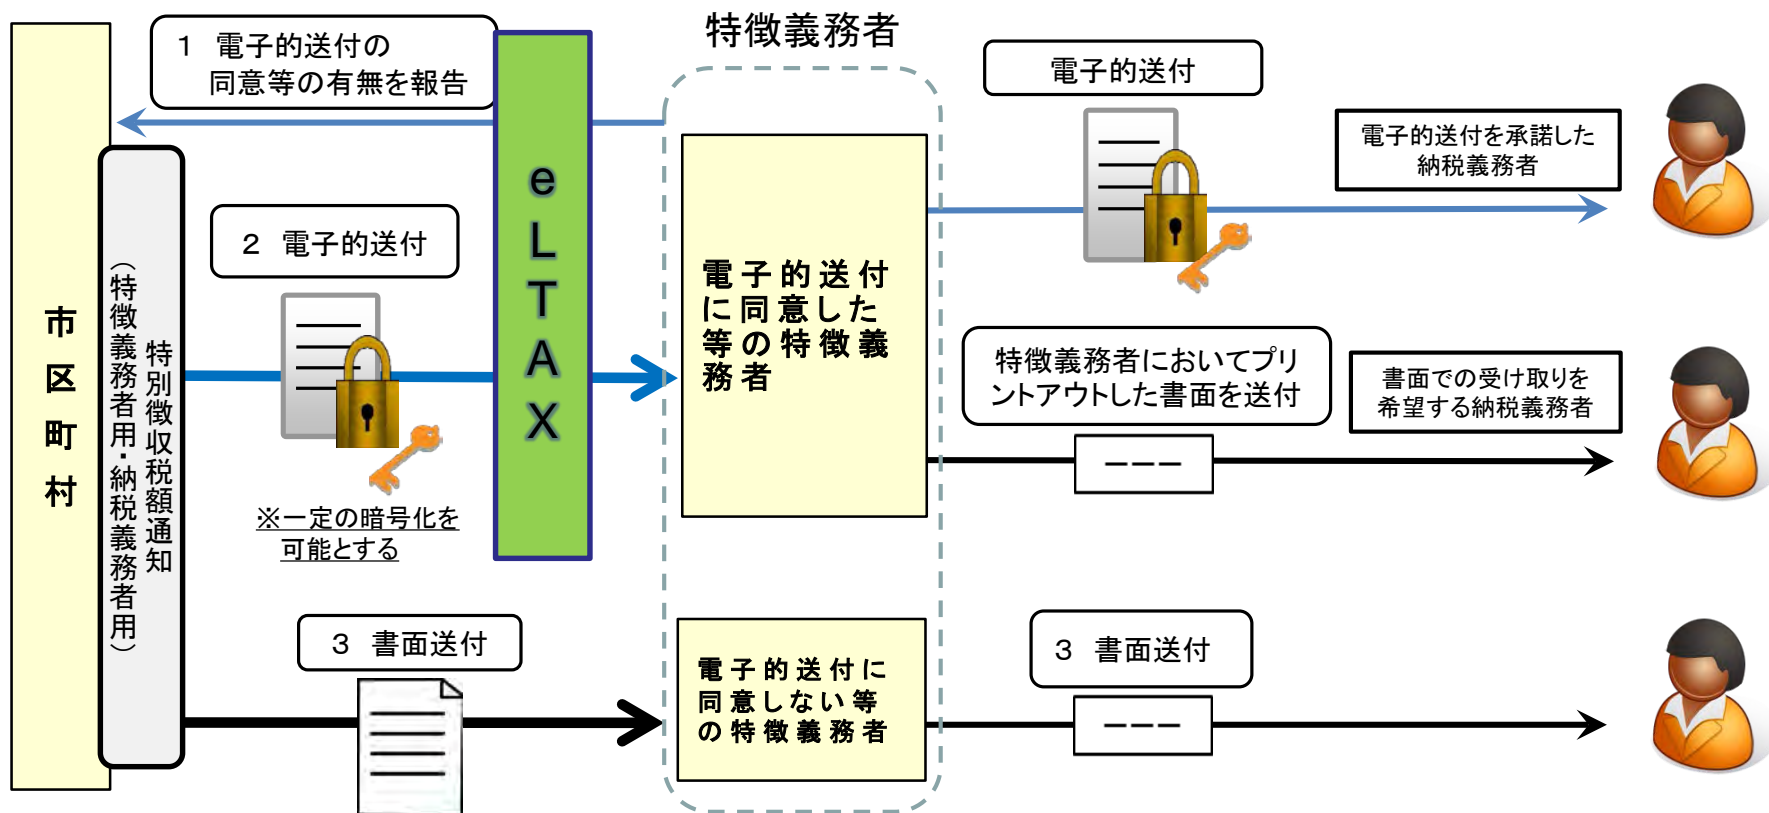 特徴義務者
1 電子的送付の
同意等の有無を報告
電子的送付
電子的送付を承諾した
納税義務者
市区町村
特別徴収税額通知
（特徴義務者用・納税義務者用）
2 電子的送付
※一定の暗号化を
可能とする
eLTAX
電子的送付
に同意した
等の特徴義
務者
特徴義務者においてプリ
ントアウトした書面を送付
書面での受け取りを
希望する納税義務者
3 書面送付
電子的送付に
同意しない等
の特徴義務者
3 書面送付